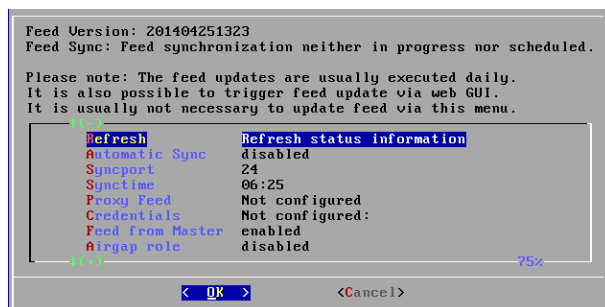 Feed Version: 201404251323
Feed Sync: Feed synchronization neither in progress nor scheduled.
Please note: The feed updates are usually executed daily.
It is also possible to trigger feed update via web GUI.
It is usually not necessary to update feed via this menu.
↑(-)
Refresh Refresh status information
Automatic Sync disabled
Syncport 24
Synctime 06:25
Proxy Feed Not configured
Credentials Not configured:
Feed from Master enabled
Airgap role disabled
↓(+) 75%
< OK > <Cancel>